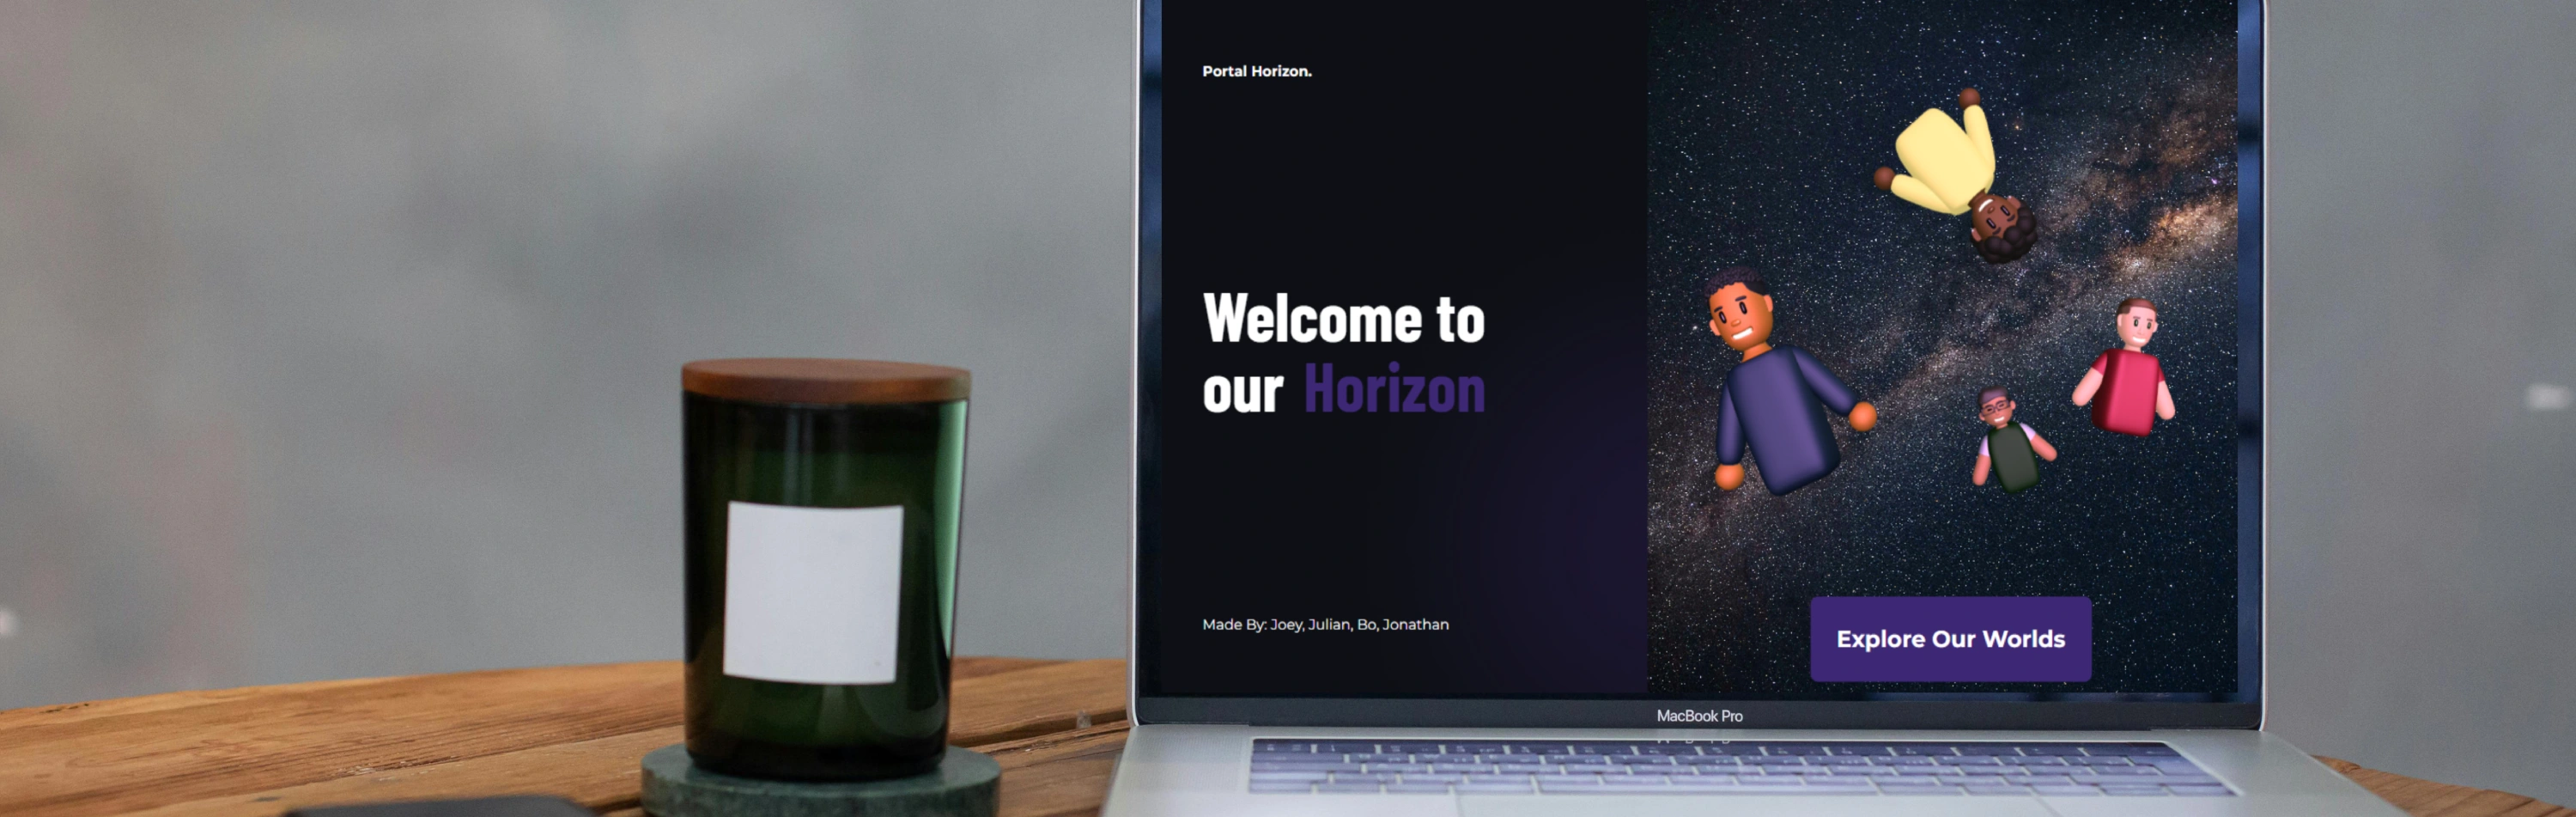 Portal Horizon.
Welcome to
our Horizon
Made By: Joey, Julian, Bo, Jonathan
Explore Our Worlds
MacBook Pro